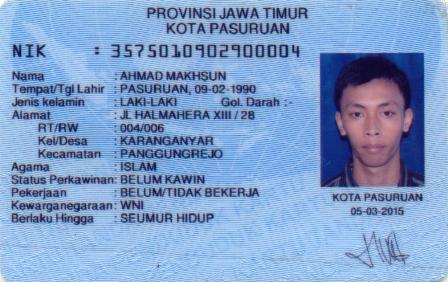 PROVINSI JAWA TIMUR
KOTA PASURUAN
NIK : 3575010902900004
Nama : AHMAD MAKHSUN
Tempat/Tgl Lahir : PASURUAN, 09-02-1990
Jenis kelamin : LAKI-LAKI Gol. Darah : -
Alamat : JL HALMAHERA XIII / 28
RT/RW : 004/006
Kel/Desa : KARANGANYAR
Kecamatan : PANGGUNGREJO
Agama : ISLAM
Status Perkawinan: BELUM KAWIN
Pekerjaan : BELUM/TIDAK BEKERJA
Kewarganegaraan: WNI
Berlaku Hingga : SEUMUR HIDUP
KOTA PASURUAN
05-03-2015